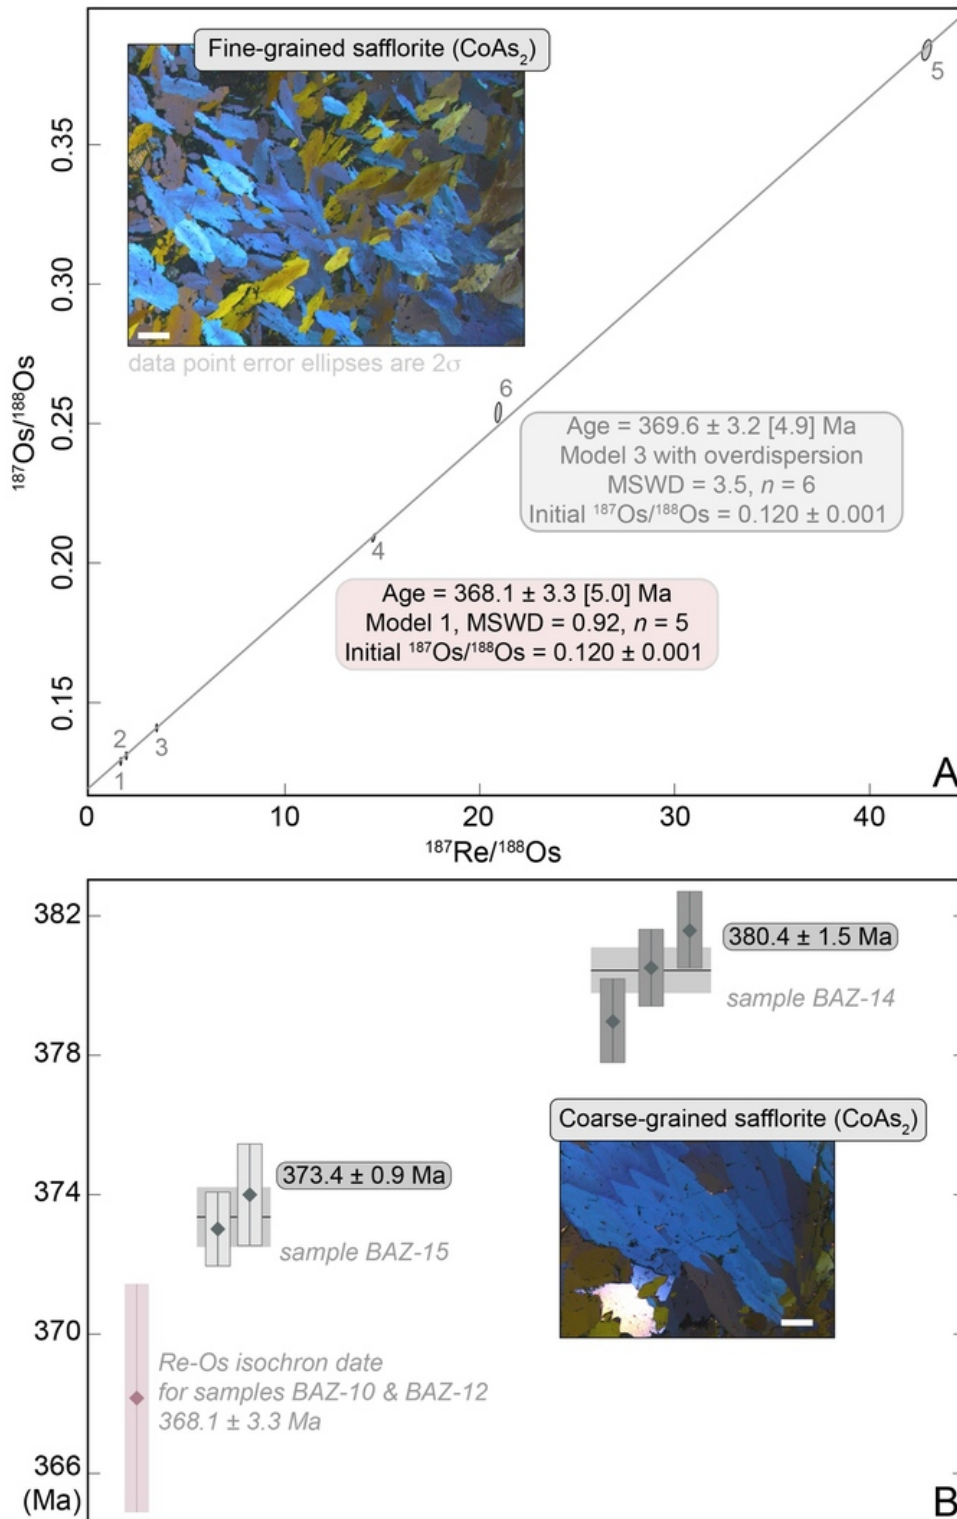 Fine-grained safflorite (CoAs₂)
data point error ellipses are 2σ
¹⁸⁷Os/¹⁸⁸Os
0.35
0.30
0.25
0.20
0.15
5
6
4
3
2
1
Age = 369.6 ± 3.2 [4.9] Ma
Model 3 with overdispersion
MSWD = 3.5, n = 6
Initial ¹⁸⁷Os/¹⁸⁸Os = 0.120 ± 0.001
Age = 368.1 ± 3.3 [5.0] Ma
Model 1, MSWD = 0.92, n = 5
Initial ¹⁸⁷Os/¹⁸⁸Os = 0.120 ± 0.001
A
0
10
20
30
40
¹⁸⁷Re/¹⁸⁸Os
382
378
374
370
366
(Ma)
380.4 ± 1.5 Ma
sample BAZ-14
Coarse-grained safflorite (CoAs₂)
373.4 ± 0.9 Ma
sample BAZ-15
Re-Os isochron date
for samples BAZ-10 & BAZ-12
368.1 ± 3.3 Ma
B